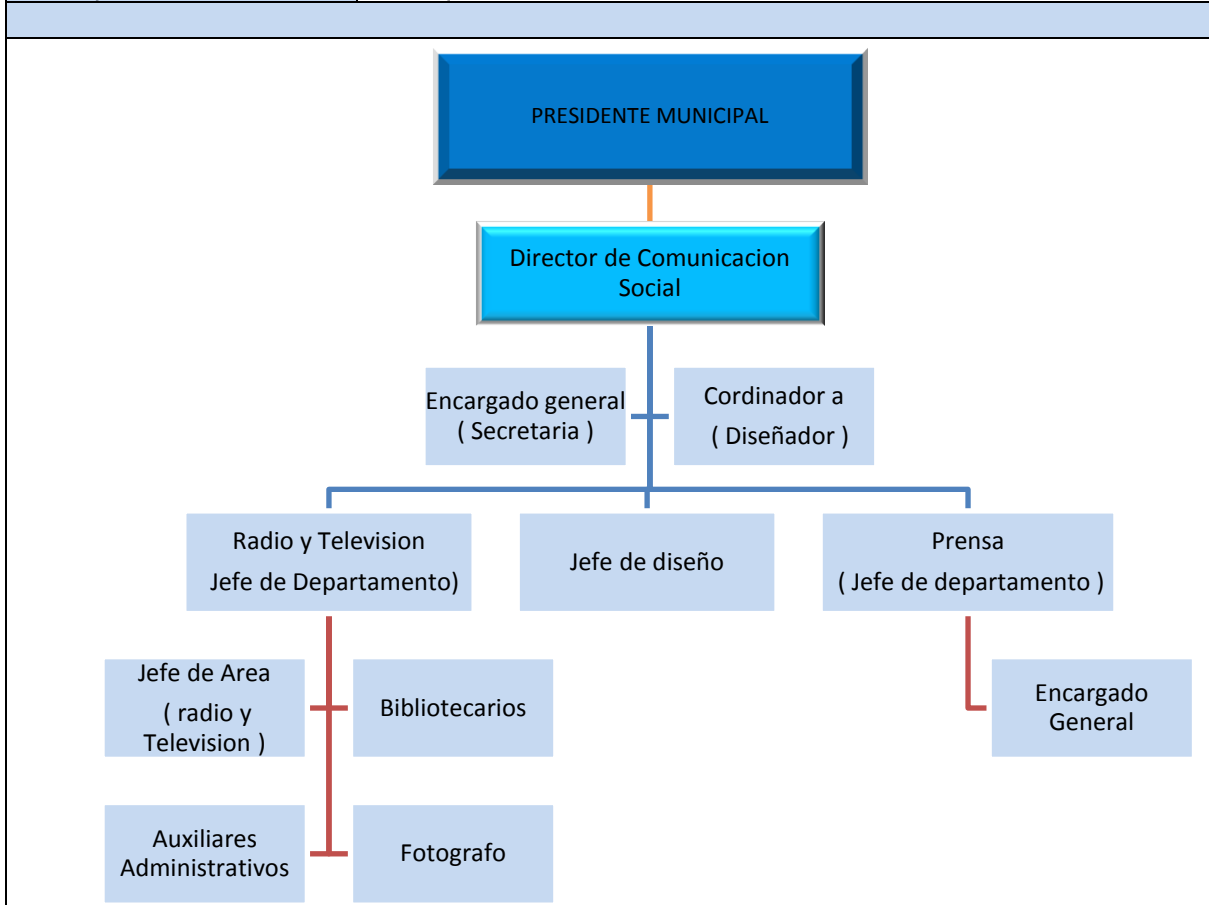 PRESIDENTE MUNICIPAL
Director de Comunicacion
Social
Encargado general
( Secretaria )
Cordinador a
( Diseñador )
Radio y Television
Jefe de Departamento)
Jefe de diseño
Prensa
( Jefe de departamento )
Jefe de Area
( radio y
Television )
Bibliotecarios
Encargado
General
Auxiliares
Administrativos
Fotografo